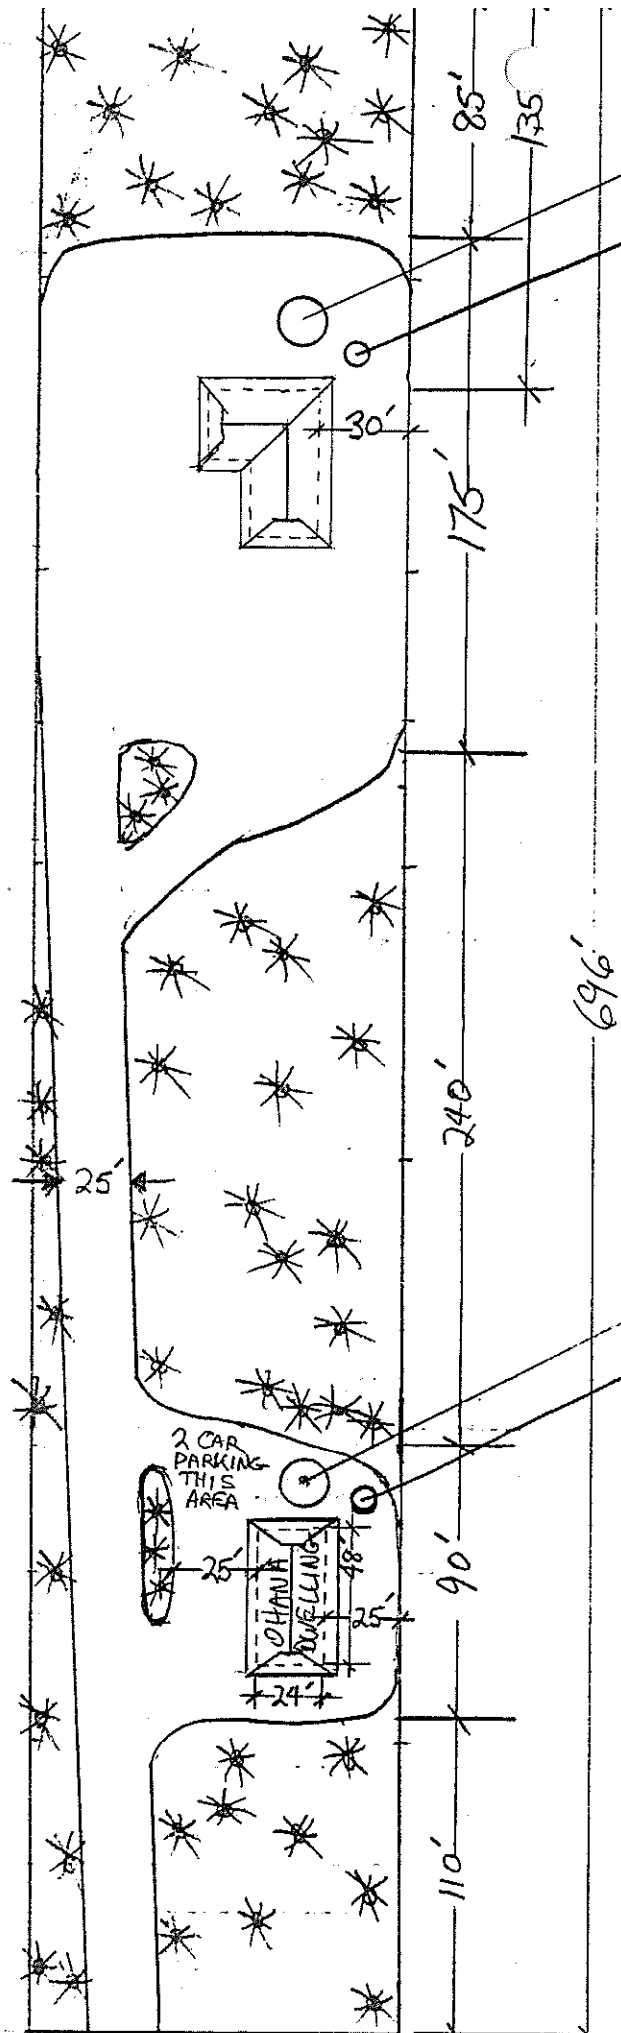 85'
135'
30'
175'
240'
696'
25'
2 CAR
PARKING
THIS
AREA
25'
OHANA
DWELLING
48'
25'
90'
24'
110'